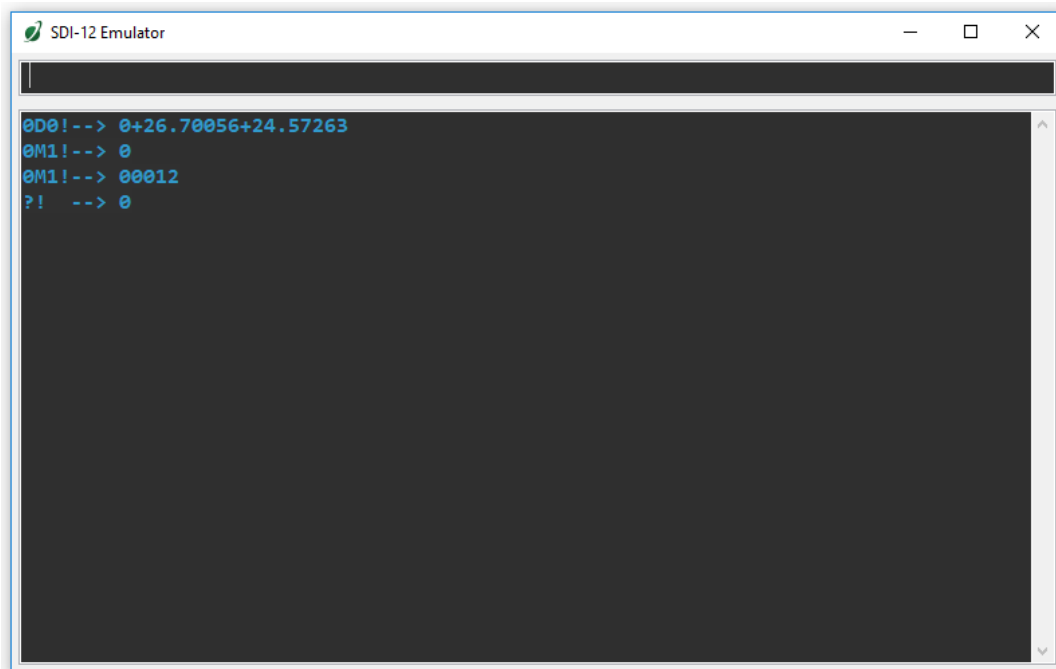 SDI-12 Emulator
0D0!--> 0+26.70056+24.57263
0M1!--> 0
0M1!--> 00012
?!  --> 0